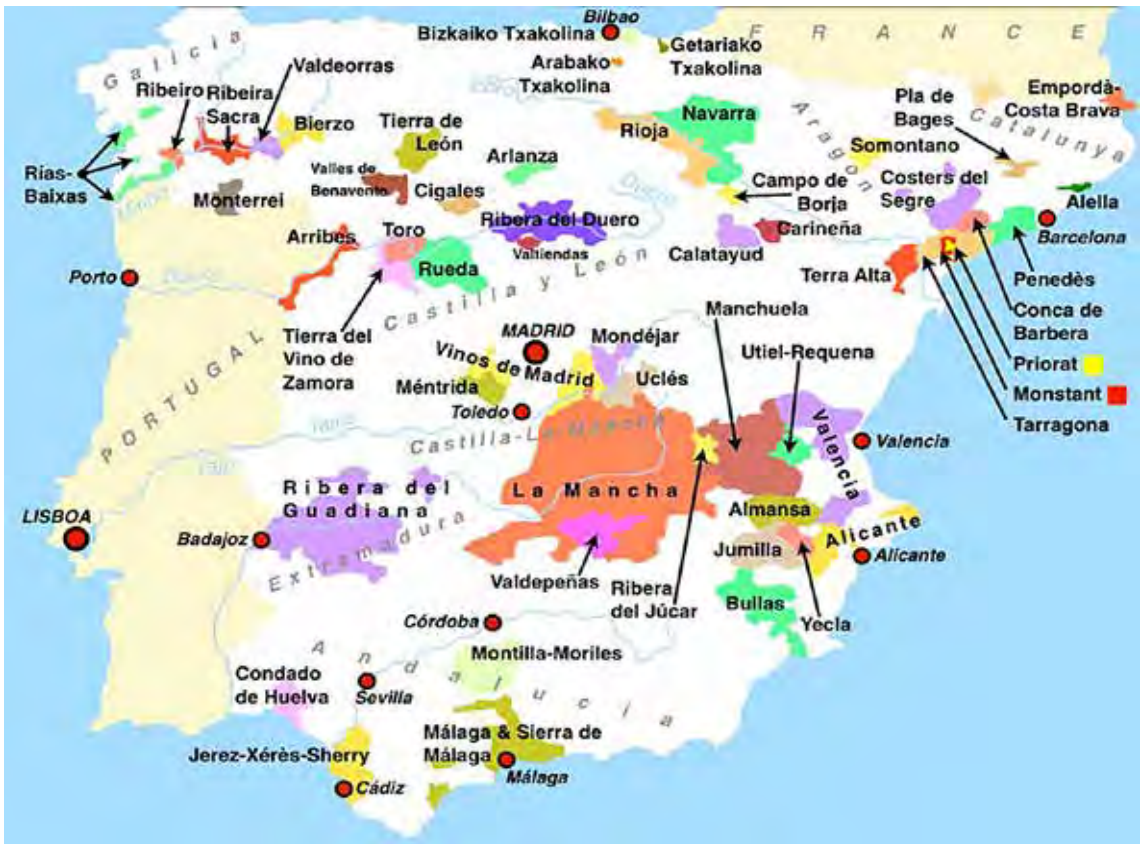 Bilbao
Bizkaiko Txakolina
Getariako
Txakolina
Arabako
Txakolina
F R A N C E
Galicia
Valdeorras
Ribeiro
Ribeira
Sacra
Bierzo
Tierra de
León
Ebro
Navarra
Rioja
Aragon
Pla de
Bages
Empordà-
Costa Brava
Catalunya
Somontano
Rías-
Baixas
Minho
Monterrei
Valles de
Benavento
Cigales
Arlanza
Duero
Campo de
Borja
Costers del
Segre
Alella
Barcelona
Arribes
Toro
Ribera del Duero
Valtiendas
Rueda
Calatayud
Carineña
Terra Alta
Penedès
Porto
Douro
Castilla y León
Tierra del
Vino de
Zamora
MADRID
Mondéjar
Manchuela
Conca de
Barbera
Priorat
Monstant
Tarragona
Vinos de Madrid
Méntrida
Uclés
Utiel-Requena
Toledo
PORTUGAL
Castilla-La-Mancha
Valencia
Valencia
LISBOA
Badajoz
Ribera del
Guadiana
La Mancha
Extremadura
Almansa
Alicante
Alicante
Jumilla
Valdepeñas
Ribera
del Júcar
Bullas
Yecla
Córdoba
Montilla-Moriles
Andalucia
Condado
de Huelva
Sevilla
Málaga & Sierra de
Málaga
Málaga
Jerez-Xérès-Sherry
Cádiz